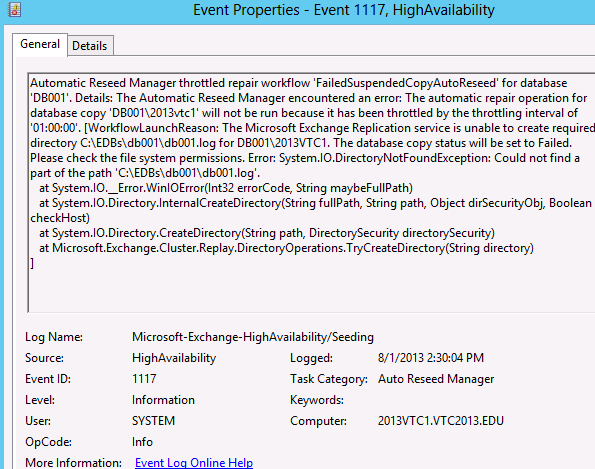 Event Properties - Event 1117, HighAvailability
General Details
Automatic Reseed Manager throttled repair workflow 'FailedSuspendedCopyAutoReseed' for database
'DB001'. Details: The Automatic Reseed Manager encountered an error: The automatic repair operation for
database copy 'DB001\2013vtc1' will not be run because it has been throttled by the throttling interval of
'01:00:00'. [WorkflowLaunchReason: The Microsoft Exchange Replication service is unable to create required
directory C:\EDBs\db001\db001.log for DB001\2013VTC1. The database copy status will be set to Failed.
Please check the file system permissions. Error: System.IO.DirectoryNotFoundException: Could not find a
part of the path 'C:\EDBs\db001\db001.log'.
at System.IO.__Error.WinIOError(Int32 errorCode, String maybeFullPath)
at System.IO.Directory.InternalCreateDirectory(String fullPath, String path, Object dirSecurityObj, Boolean
checkHost)
at System.IO.Directory.CreateDirectory(String path, DirectorySecurity directorySecurity)
at Microsoft.Exchange.Cluster.Replay.DirectoryOperations.TryCreateDirectory(String directory)
]
Log Name: Microsoft-Exchange-HighAvailability/Seeding
Source: HighAvailability Logged: 8/1/2013 2:30:04 PM
Event ID: 1117 Task Category: Auto Reseed Manager
Level: Information Keywords:
User: SYSTEM Computer: 2013VTC1.VTC2013.EDU
OpCode: Info
More Information: Event Log Online Help